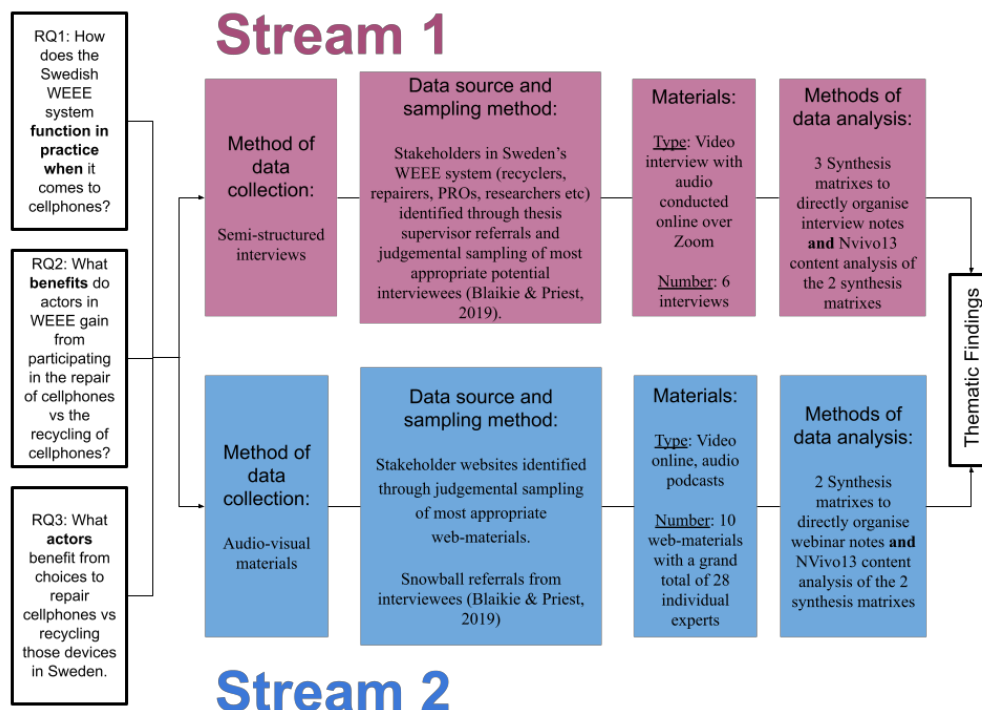 RQ1: How
does the
Swedish
WEEE
system
function in
practice
when it
comes to
cellphones?
RQ2: What
benefits do
actors in
WEEE gain
from
participating
in the repair
of cellphones
vs the
recycling of
cellphones?
RQ3: What
actors
benefit from
choices to
repair
cellphones vs
recycling
those devices
in Sweden.
Stream 1
Method of
data
collection:
Semi-structured
interviews
Data source and
sampling method:
Stakeholders in Sweden's
WEEE system (recyclers,
repairers, PROs, researchers etc)
identified through thesis
supervisor referrals and
judgemental sampling of most
appropriate potential
interviewees (Blaikie & Priest,
2019).
Materials:
Type: Video
interview with
audio
conducted
online over
Zoom
Number: 6
interviews
Methods of
data analysis:
3 Synthesis
matrixes to
directly organise
interview notes
and Nvivo13
content analysis of
the 2 synthesis
matrixes
Method of
data
collection:
Audio-visual
materials
Data source and
sampling method:
Stakeholder websites identified
through judgemental sampling
of most appropriate
web-materials.
Snowball referrals from
interviewees (Blaikie & Priest,
2019)
Materials:
Type: Video
online, audio
podcasts
Number: 10
web-materials
with a grand
total of 28
individual
experts
Methods of
data analysis:
2 Synthesis
matrixes to
directly organise
webinar notes and
NVivo13 content
analysis of the 2
synthesis matrixes
Stream 2
Thematic Findings